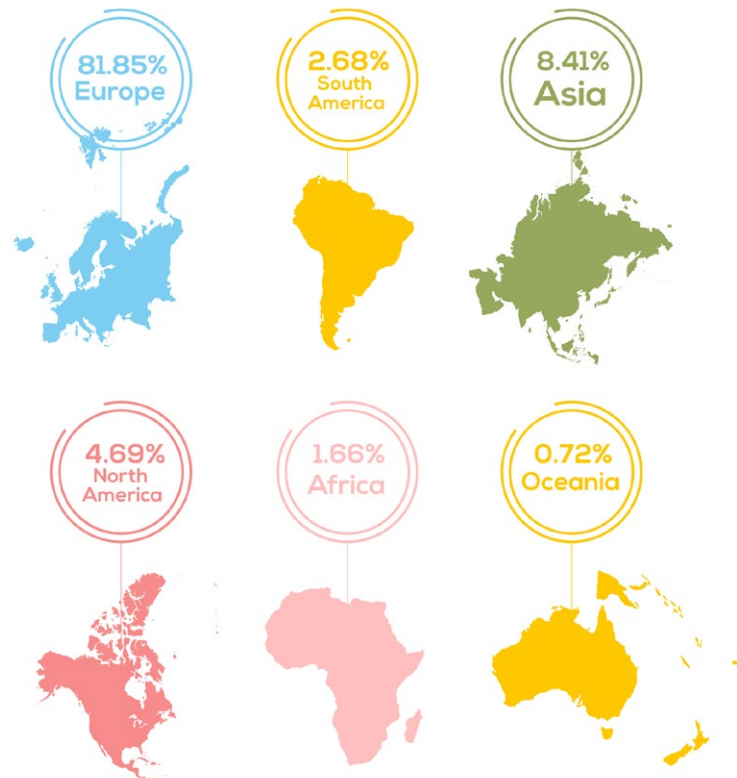 81.85%
Europe
2.68%
South
America
8.41%
Asia
4.69%
North
America
1.66%
Africa
0.72%
Oceania